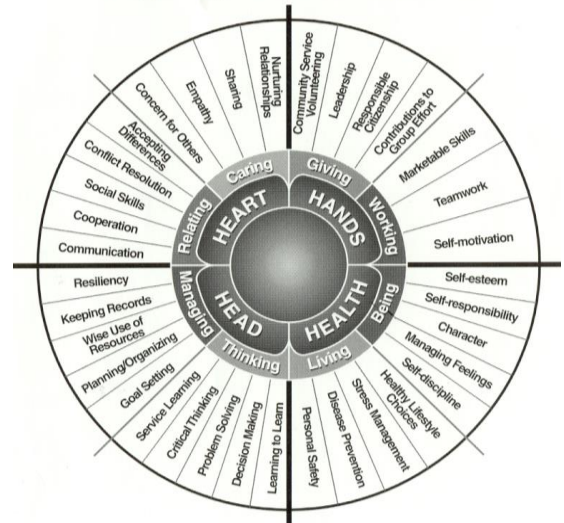 Nurturing
Relationships
Sharing
Empathy
Concern for Others
Accepting
Differences
Conflict Resolution
Social Skills
Cooperation
Communication
Community Service
Volunteering
Leadership
Responsible
Citizenship
Contributions to
Group Effort
Marketable Skills
Teamwork
Self-motivation
Caring
Relating
HEART
Giving
Working
HANDS
Managing
Thinking
HEAD
Being
Living
HEALTH
Resiliency
Keeping Records
Wise Use of
Resources
Planning/Organizing
Goal Setting
Service Learning
Critical Thinking
Problem Solving
Decision Making
Learning to Learn
Self-esteem
Self-responsibility
Character
Managing Feelings
Self-discipline
Healthy Lifestyle
Choices
Stress Management
Disease Prevention
Personal Safety